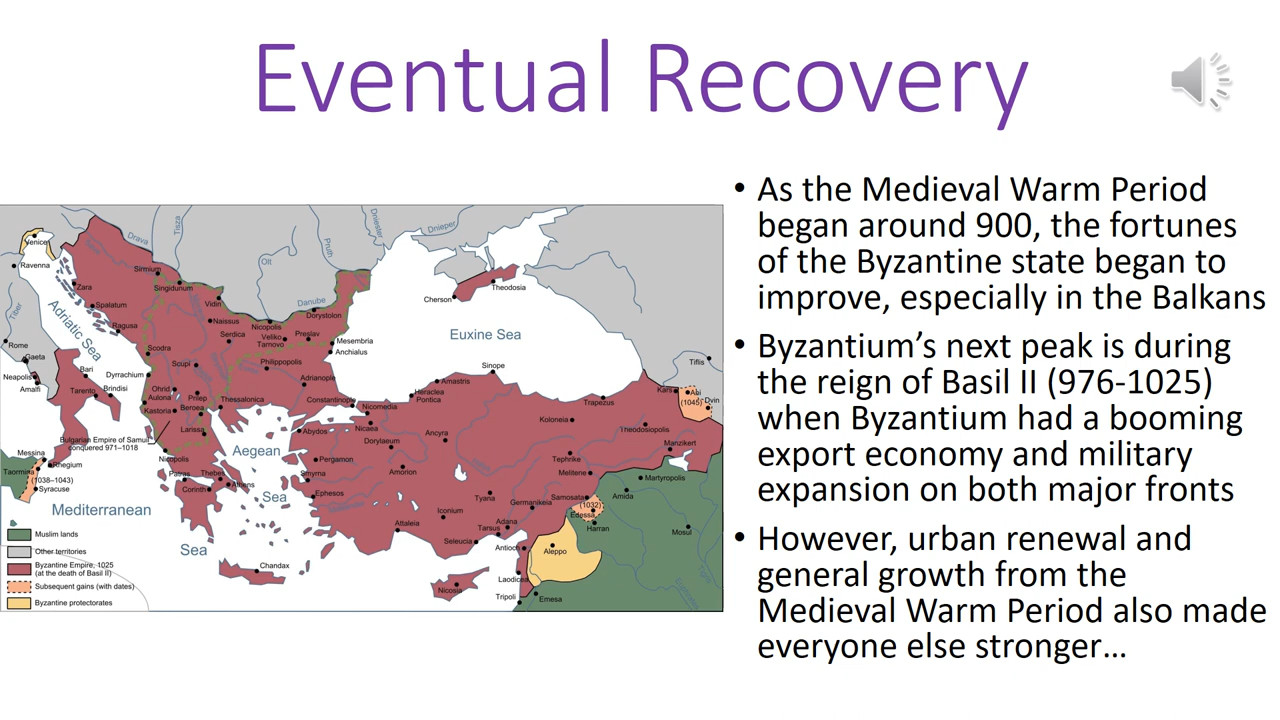 Eventual Recovery
• As the Medieval Warm Period
began around 900, the fortunes
of the Byzantine state began to
improve, especially in the Balkans
• Byzantium’s next peak is during
the reign of Basil II (976-1025)
when Byzantium had a booming
export economy and military
expansion on both major fronts
• However, urban renewal and
general growth from the
Medieval Warm Period also made
everyone else stronger…
Venice
Ravenna
Tiber
Rome
Gaeta
Neapolis
Amalfi
Adriatic Sea
Bari
Tarento
Brindisi
Drava
Tisza
Olt
Pruth
Dniester
Dnieper
Danube
Sirmium
Singidunum
Zara
Spalatum
Ragusa
Vidin
Naissus
Nicopolis
Dorystolon
Serdica
Veliko
Tarnovo
Preslav
Mesembria
Anchialus
Scodra
Scupi
Philippopolis
Dyrrachium
Adrianople
Ohrid
Aulona
Prilep
Thessalonica
Kastoria
Beroea
Constantinople
Larissa
Bulgarian Empire of Samuil
conquered 971–1018
Nicopolis
Patras
Thebes
Athens
Corinth
Messina
Rhegium
Taormina
(1038–1043)
Syracuse
Mediterranean
Sea
Aegean
Sea
Chandax
Cherson
Theodosia
Euxine Sea
Sinope
Amastris
Heraclea
Pontica
Nicomedia
Nicaea
Abydos
Dorylaeum
Ancyra
Pergamon
Smyrna
Amorion
Ephesos
Attaleia
Iconium
Tyana
Seleucia
Tarsus
Adana
Germanikeia
Trapezus
Koloneia
Theodosiopolis
Tephrike
Melitene
Manzikert
Tiflis
Kars
Ani
(1045)
Dvin
Martyropolis
Samosata
(1032)
Edessa
Amida
Harran
Mosul
Tigris
Euphrates
Antioch
Aleppo
Laodicea
Tripoli
Emesa
Nicosia
Muslim lands
Other territories
Byzantine Empire, 1025
(at the death of Basil II)
Subsequent gains (with dates)
Byzantine protectorates